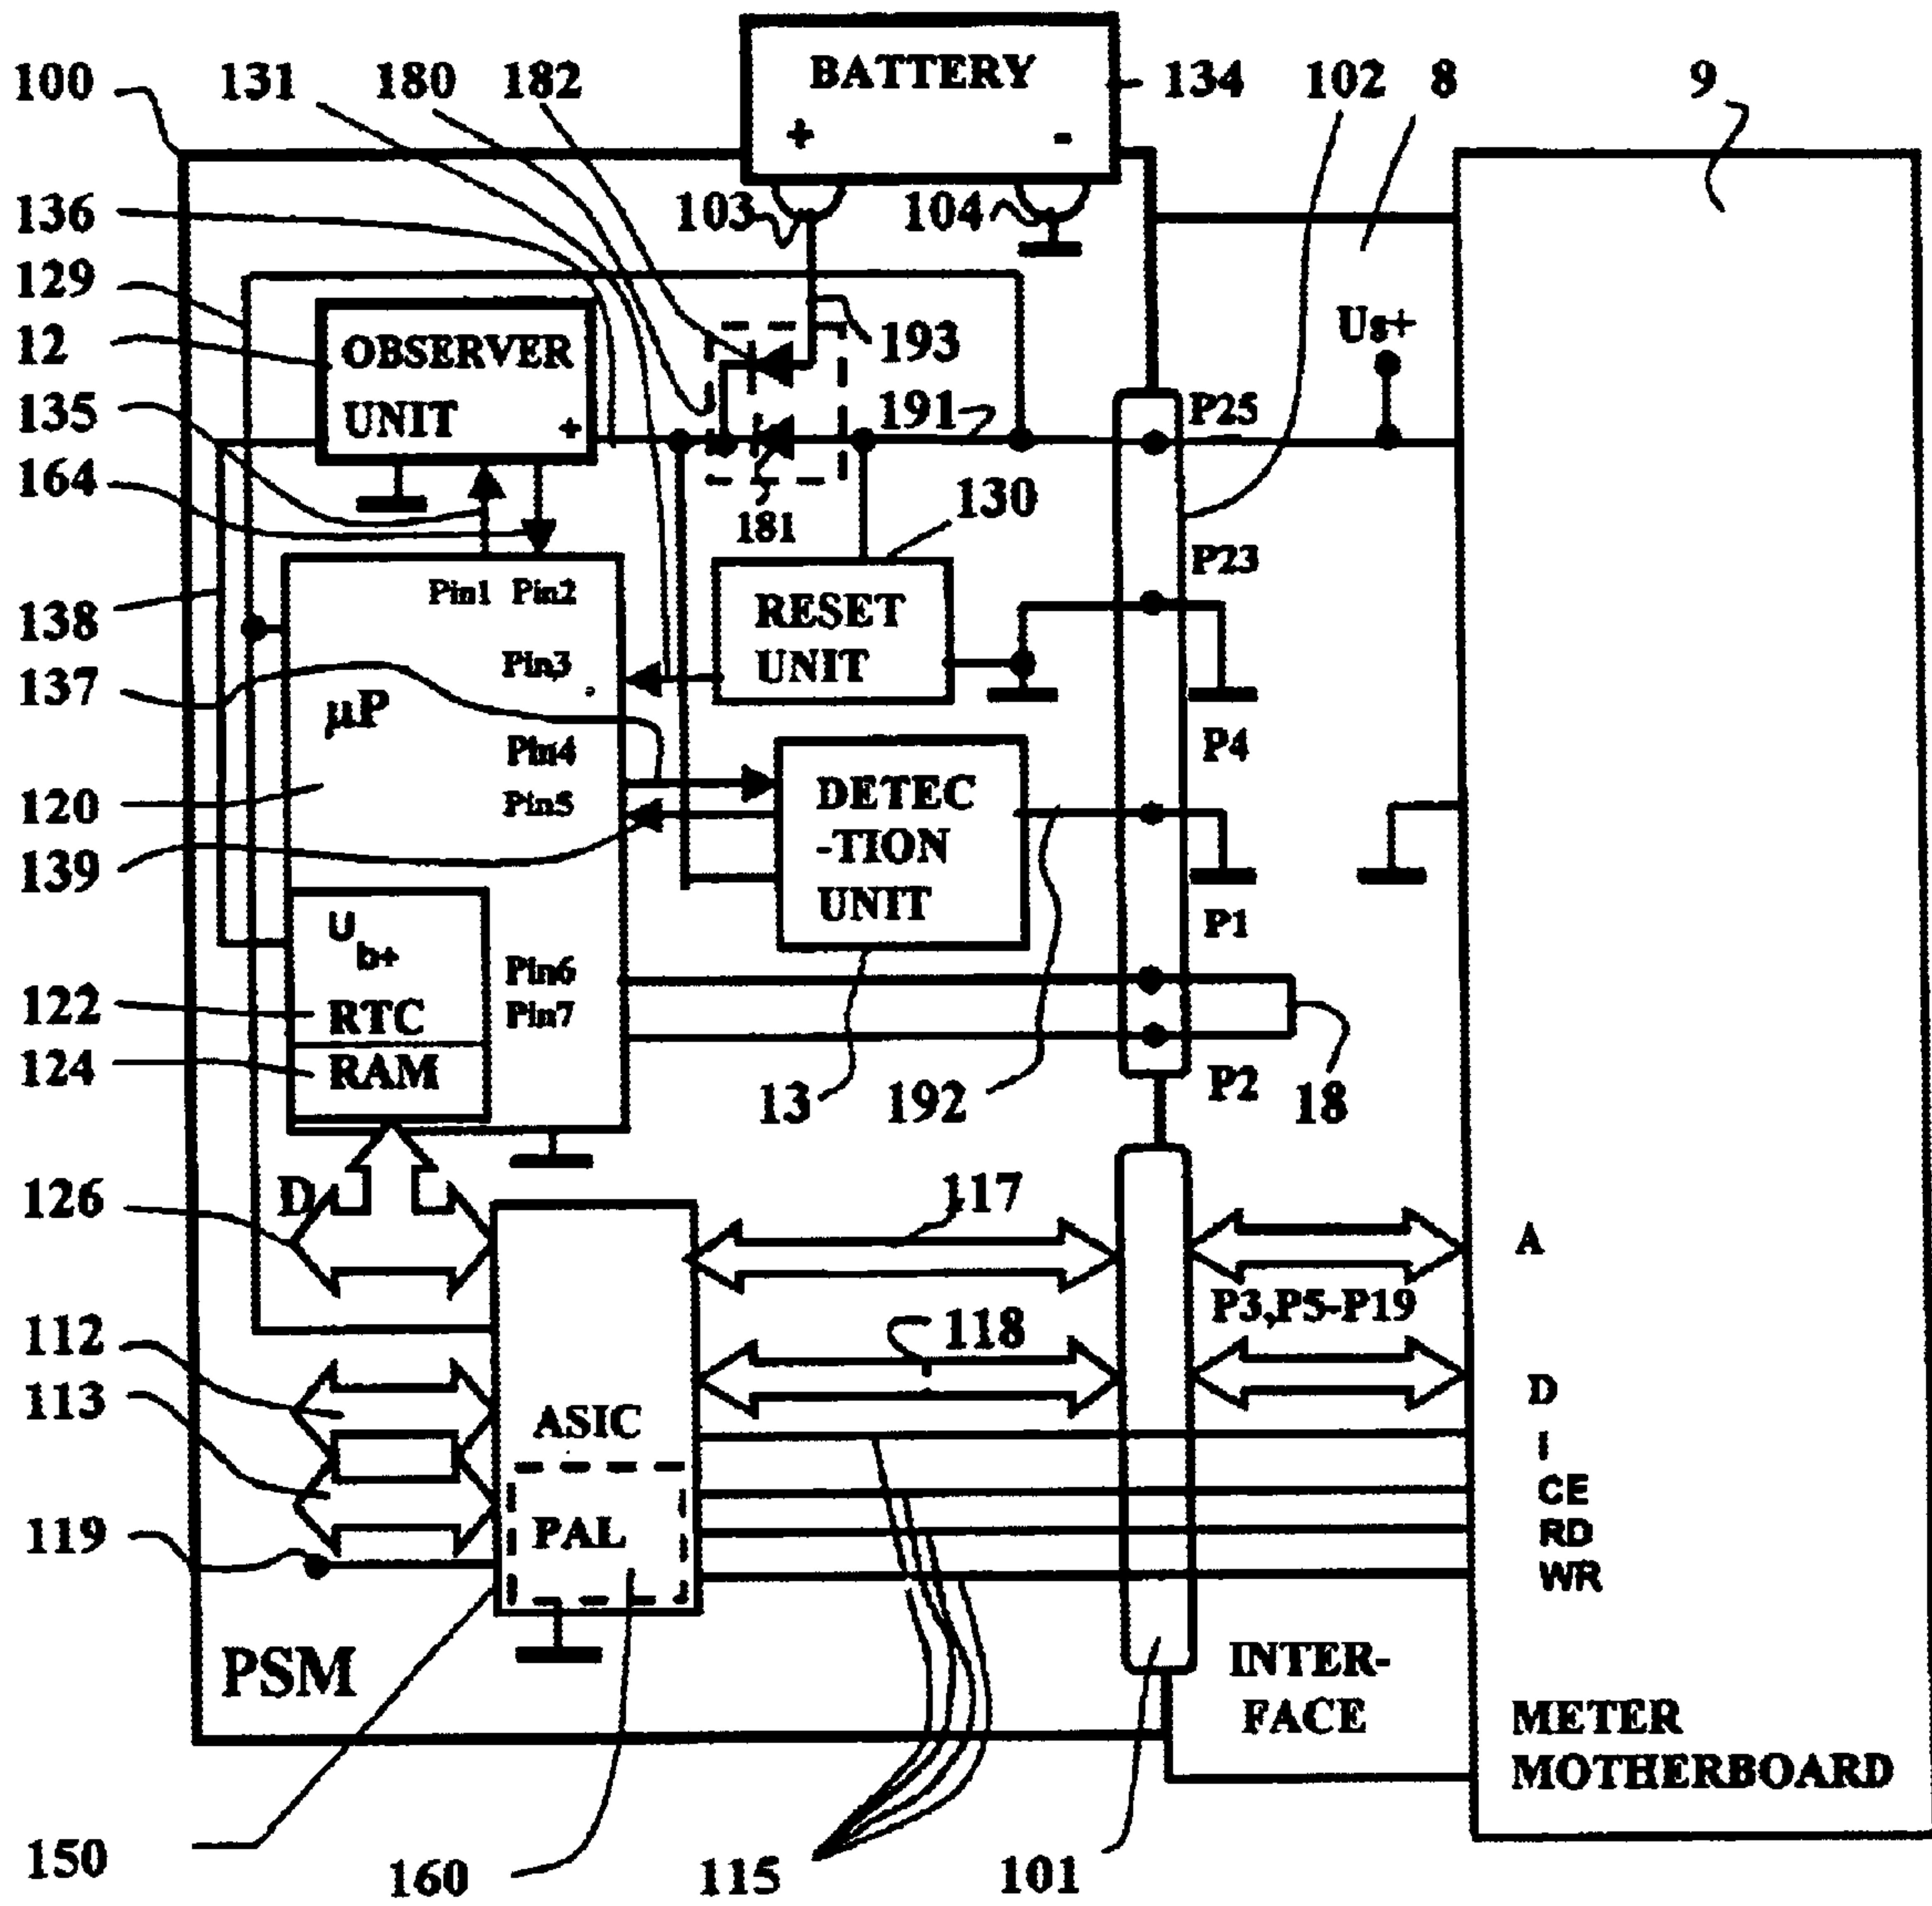 BATTERY
+ -
100 131 180 182 134 102 8 9
136 103 104
129
12 OBSERVER 193 Us+
UNIT +
135 191 P25
164 181 130
P23
Pin1 Pin2
138 RESET
UNIT
Pin3
137 μP
Pin4 P4
120 Pin5 DETEC
-TION
139 UNIT
U b+ P1
Pin6
122 RTC Pin7
124 RAM 13 192 P2 18
126 D 117 A
P3,P5-P19
112 118
113 ASIC D
I
CE
119 PAL RD
WR
PSM INTER-
FACE METER
MOTHERBOARD
150 160 115 101